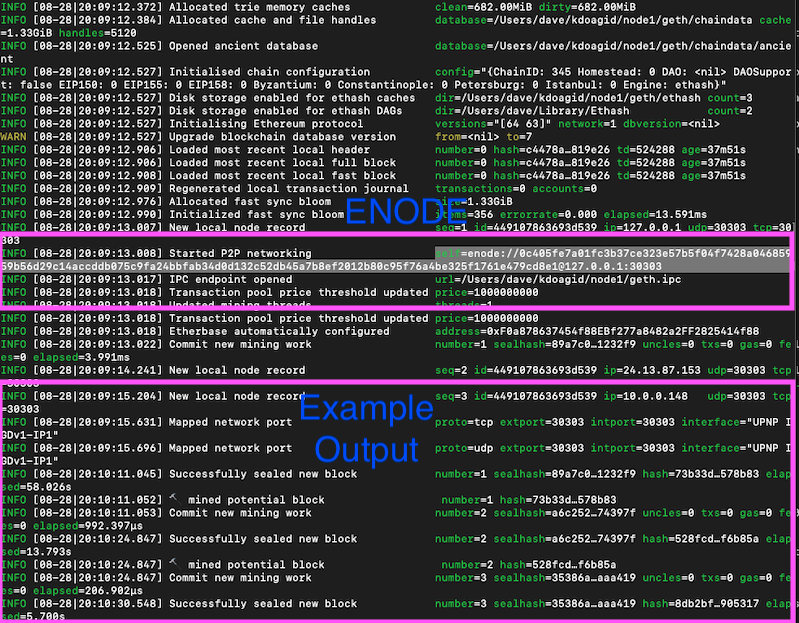 INFO [08-28|20:09:12.372] Allocated trie memory caches clean=682.00MiB dirty=682.00MiB
INFO [08-28|20:09:12.384] Allocated cache and file handles database=/Users/dave/kdoagid/node1/geth/chaindata cache
=1.33GiB handles=5120
INFO [08-28|20:09:12.525] Opened ancient database database=/Users/dave/kdoagid/node1/geth/chaindata/ancie
nt
INFO [08-28|20:09:12.527] Initialised chain configuration config="{ChainID: 345 Homestead: 0 DAO: <nil> DAOSuppor
t: false EIP150: 0 EIP155: 0 EIP158: 0 Byzantium: 0 Constantinople: 0 Petersburg: 0 Istanbul: 0 Engine: ethash}"
INFO [08-28|20:09:12.527] Disk storage enabled for ethash caches dir=/Users/dave/kdoagid/node1/geth/ethash count=3
INFO [08-28|20:09:12.527] Disk storage enabled for ethash DAGs dir=/Users/dave/Library/Ethash count=2
INFO [08-28|20:09:12.527] Initialising Ethereum protocol versions="[64 63]" network=1 dbversion=<nil>
WARN [08-28|20:09:12.527] Upgrade blockchain database version from=<nil> to=7
INFO [08-28|20:09:12.906] Loaded most recent local header number=0 hash=c4478a…819e26 td=524288 age=37m51s
INFO [08-28|20:09:12.906] Loaded most recent local full block number=0 hash=c4478a…819e26 td=524288 age=37m51s
INFO [08-28|20:09:12.908] Loaded most recent local fast block number=0 hash=c4478a…819e26 td=524288 age=37m51s
INFO [08-28|20:09:12.909] Regenerated local transaction journal transactions=0 accounts=0
INFO [08-28|20:09:12.976] Allocated fast sync bloom size=1.33GiB
INFO [08-28|20:09:12.990] Initialized fast sync bloom items=356 errorrate=0.000 elapsed=13.591ms
ENODE
INFO [08-28|20:09:13.007] New local node record seq=1 id=449107863693d539 ip=127.0.0.1 udp=30303 tcp=30
303
INFO [08-28|20:09:13.008] Started P2P networking self=enode://0c405fe7a01fc3b37ce323e57b5f04f7428a046859
59b56d29c14accddb075c9fa24bbfab34d0d132c52db45a7b8ef2012b80c95f76a4be325f1761e479cd8e1@127.0.0.1:30303
INFO [08-28|20:09:13.017] IPC endpoint opened url=/Users/dave/kdoagid/node1/geth.ipc
INFO [08-28|20:09:13.018] Transaction pool price threshold updated price=1000000000
INFO [08-28|20:09:13.018] Updated mining threads threads=1
INFO [08-28|20:09:13.018] Transaction pool price threshold updated price=1000000000
INFO [08-28|20:09:13.018] Etherbase automatically configured address=0xF0a878637454f88EBf277a8482a2FF2825414f88
INFO [08-28|20:09:13.022] Commit new mining work number=1 sealhash=89a7c0…1232f9 uncles=0 txs=0 gas=0 fe
es=0 elapsed=3.991ms
INFO [08-28|20:09:14.241] New local node record seq=2 id=449107863693d539 ip=24.13.87.153 udp=30303 tcp
=30303
INFO [08-28|20:09:15.204] New local node record seq=3 id=449107863693d539 ip=10.0.0.148 udp=30303 tcp
=30303
Example
Output
INFO [08-28|20:09:15.631] Mapped network port proto=tcp extport=30303 intport=30303 interface="UPNP I
GDv1-IP1"
INFO [08-28|20:09:15.696] Mapped network port proto=udp extport=30303 intport=30303 interface="UPNP I
GDv1-IP1"
INFO [08-28|20:10:11.045] Successfully sealed new block number=1 sealhash=89a7c0…1232f9 hash=73b33d…578b83 elap
sed=58.026s
INFO [08-28|20:10:11.052] 🔨 mined potential block number=1 hash=73b33d…578b83
INFO [08-28|20:10:11.053] Commit new mining work number=2 sealhash=a6c252…74397f uncles=0 txs=0 gas=0 fe
es=0 elapsed=992.397µs
INFO [08-28|20:10:24.847] Successfully sealed new block number=2 sealhash=a6c252…74397f hash=528fcd…f6b85a elap
sed=13.793s
INFO [08-28|20:10:24.847] 🔨 mined potential block number=2 hash=528fcd…f6b85a
INFO [08-28|20:10:24.847] Commit new mining work number=3 sealhash=35386a…aaa419 uncles=0 txs=0 gas=0 fe
es=0 elapsed=206.902µs
INFO [08-28|20:10:30.548] Successfully sealed new block number=3 sealhash=35386a…aaa419 hash=8db2bf…905317 elap
sed=5.700s